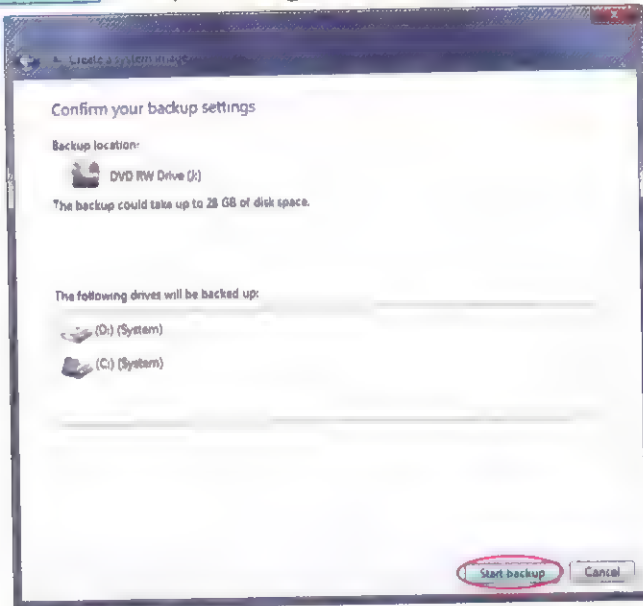 Create a system image
Confirm your backup settings
Backup location:
DVD RW Drive (J:)
The backup could take up to 28 GB of disk space.
The following drives will be backed up:
(D:) (System)
(C:) (System)
Start backup
Cancel